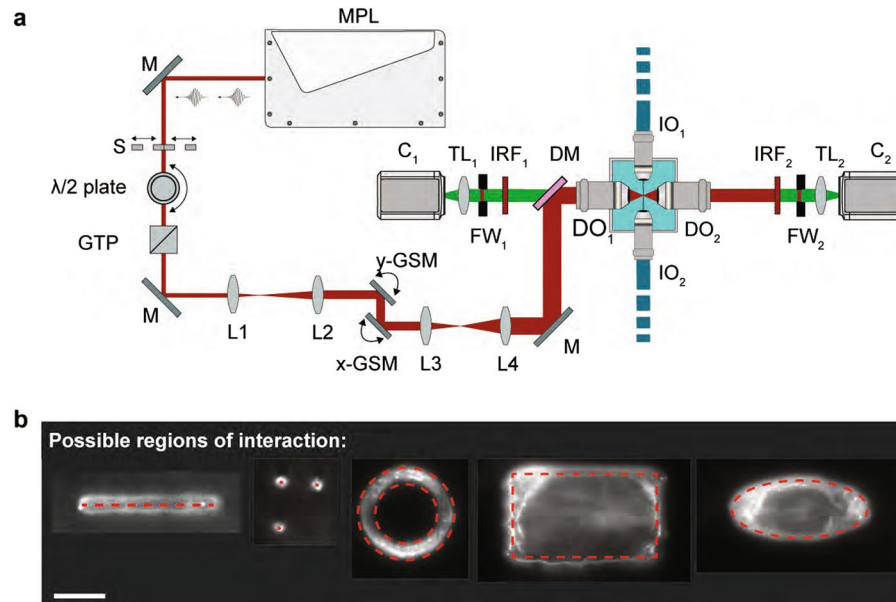 a
MPL
M
S
λ/2 plate
GTP
M
L1
L2
y-GSM
x-GSM
L3
L4
M
C1
TL1
IRF1
FW1
DM
DO1
IO1
DO2
IO2
IRF2
TL2
C2
FW2
b
Possible regions of interaction: